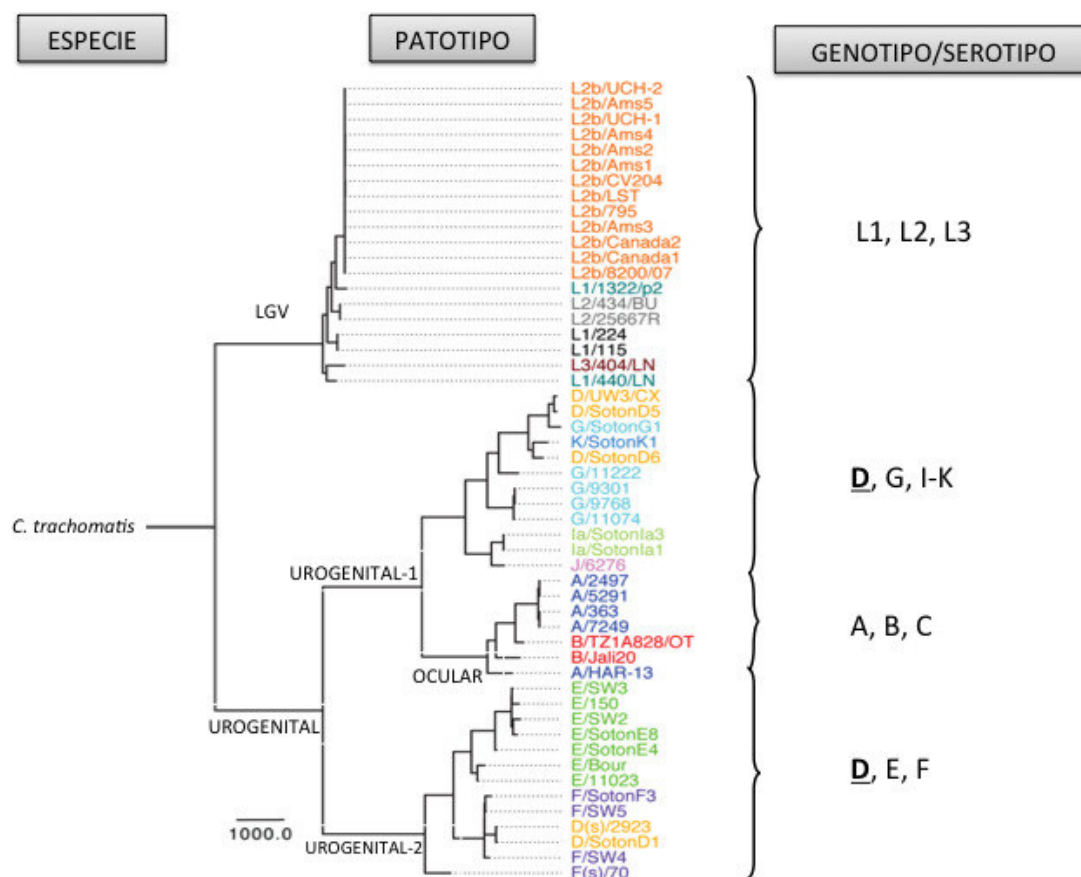 ESPECIE
PATOTIPO
GENOTIPO/SEROTIPO
L2b/UCH-2
L2b/Ams5
L2b/UCH-1
L2b/Ams4
L2b/Ams2
L2b/Ams1
L2b/CV204
L2b/LST
L2b/795
L2b/Ams3
L2b/Canada2
L2b/Canada1
L2b/8200/07
L1/1322/p2
L2/434/BU
L2/25667R
L1/224
L1/115
L3/404/LN
L1/440/LN
D/UW3/CX
D/SotonD5
G/SotonG1
K/SotonK1
D/SotonD6
G/11222
G/9301
G/9768
G/11074
Ia/SotonIa3
Ia/SotonIa1
J/6276
A/2497
A/5291
A/363
A/7249
B/TZ1A828/OT
B/Jali20
A/HAR-13
E/SW3
E/150
E/SW2
E/SotonE8
E/SotonE4
E/Bour
E/11023
F/SotonF3
F/SW5
D(s)/2923
D/SotonD1
F/SW4
F(s)/70
LGV
C. trachomatis
UROGENITAL-1
OCULAR
UROGENITAL
UROGENITAL-2
1000.0
L1, L2, L3
D, G, I-K
A, B, C
D, E, F